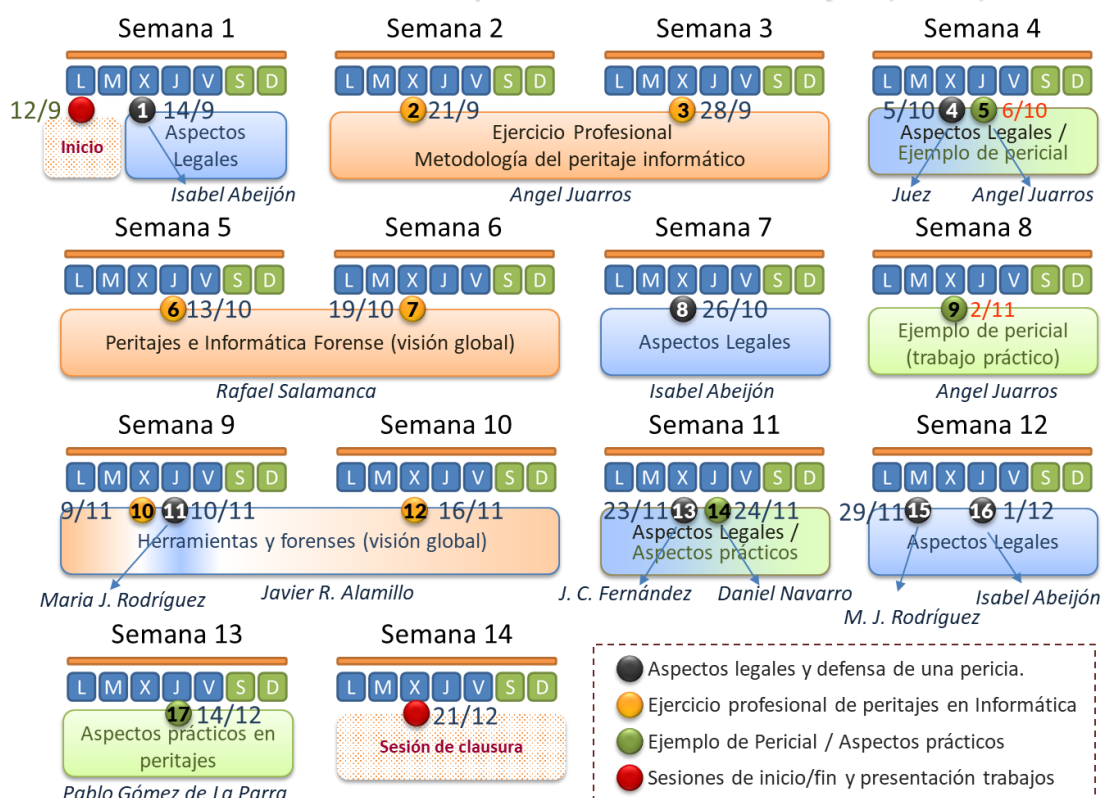 Semana 1
Semana 2
Semana 3
Semana 4
L M X J V S D
L M X J V S D
L M X J V S D
L M X J V S D
12/9
1 14/9
2 21/9
3 28/9
5/10 4 5 6/10
Inicio
Aspectos
Legales
Ejercicio Profesional
Metodología del peritaje informático
Aspectos Legales /
Ejemplo de pericial
Isabel Abeijón
Angel Juarros
Juez
Angel Juarros
Semana 5
Semana 6
Semana 7
Semana 8
L M X J V S D
L M X J V S D
L M X J V S D
L M X J V S D
6 13/10
19/10 7
8 26/10
9 2/11
Peritajes e Informática Forense (visión global)
Aspectos Legales
Ejemplo de pericial
(trabajo práctico)
Rafael Salamanca
Isabel Abeijón
Angel Juarros
Semana 9
Semana 10
Semana 11
Semana 12
L M X J V S D
L M X J V S D
L M X J V S D
L M X J V S D
9/11 10 11 10/11
12 16/11
23/11 13 14 24/11
29/11 15 16 1/12
Herramientas y forenses (visión global)
Aspectos Legales /
Aspectos prácticos
Aspectos Legales
Maria J. Rodríguez
Javier R. Alamillo
J. C. Fernández
Daniel Navarro
M. J. Rodríguez
Isabel Abeijón
Semana 13
Semana 14
L M X J V S D
L M X J V S D
17 14/12
21/12
Aspectos prácticos en
peritajes
Sesión de clausura
Pablo Gómez de La Parra
Aspectos legales y defensa de una pericia.
Ejercicio profesional de peritajes en Informática
Ejemplo de Pericial / Aspectos prácticos
Sesiones de inicio/fin y presentación trabajos